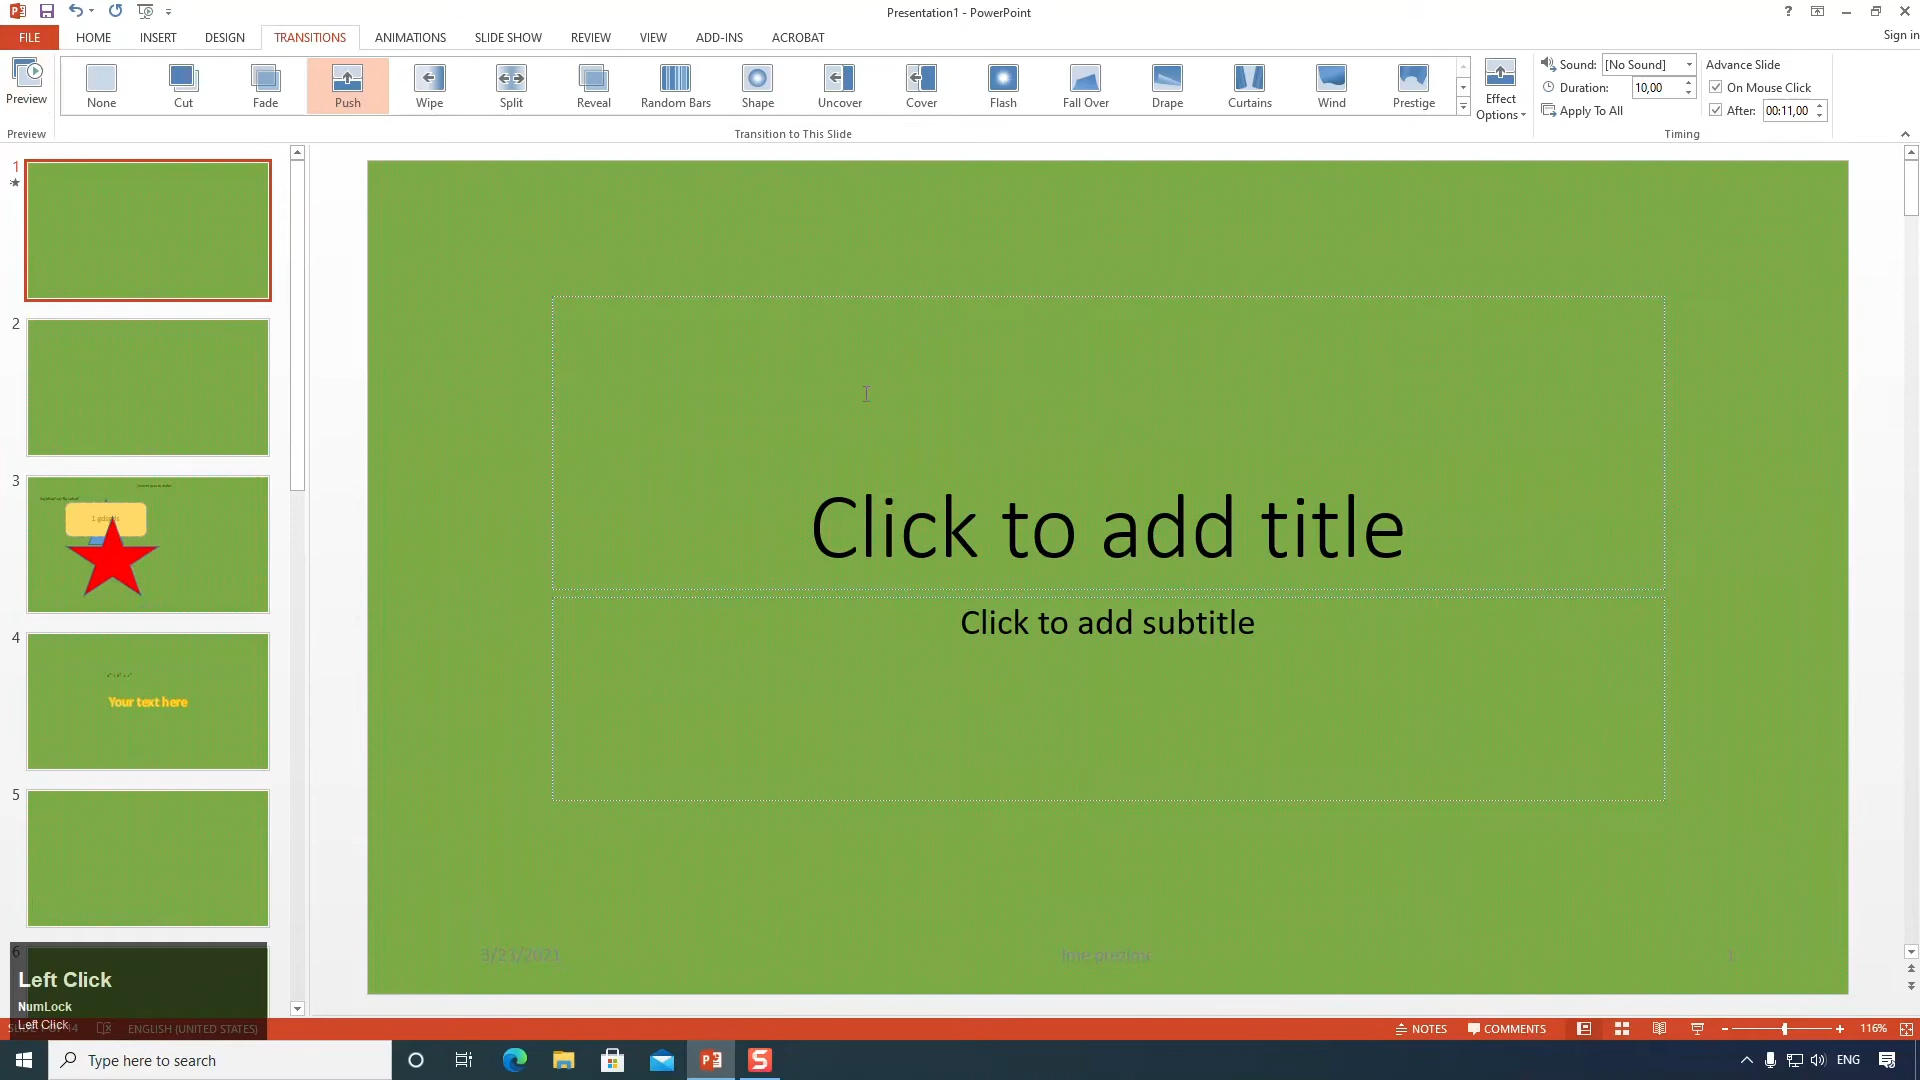 Presentation1 - PowerPoint
FILE HOME INSERT DESIGN TRANSITIONS ANIMATIONS SLIDE SHOW REVIEW VIEW ADD-INS ACROBAT
Sign in
Preview
None Cut Fade Push Wipe Split Reveal Random Bars Shape Uncover Cover Flash Fall Over Drape Curtains Wind Prestige
Effect
Options
Sound: [No Sound]
Duration: 10,00
Apply To All
Advance Slide
On Mouse Click
After: 00:11,00
Preview
Transition to This Slide
Timing
1
2
3
4
Your text here
5
6
Click to add title
Click to add subtitle
3/21/2021
1
Left Click
NumLock
Left Click
ENGLISH (UNITED STATES)
NOTES COMMENTS
116%
Type here to search
ENG